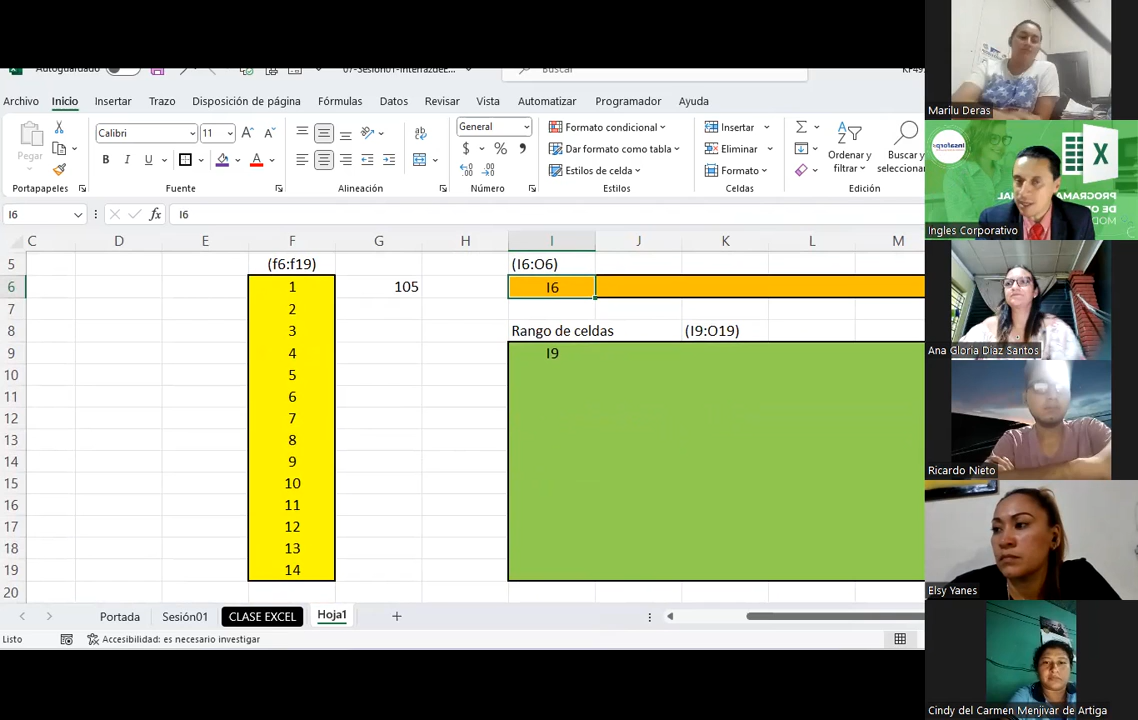 Autoguardado
07-Sesión01-InterfazdeE...
Buscar
Archivo Inicio Insertar Trazo Disposición de página Fórmulas Datos Revisar Vista Automatizar Programador Ayuda
Pegar
Calibri 11
N K S
General
$ % 9
Formato condicional
Dar formato como tabla
Estilos de celda
Insertar
Eliminar
Formato
Ordenar y
filtrar
Buscar y
seleccionar
Portapapeles Fuente Alineación Número Estilos Celdas Edición
I6 fx I6
C D E F G H I J K L M
5 (f6:f19) (I6:O6)
6 1 105 I6
7 2
8 3 Rango de celdas (I9:O19)
9 4 I9
10 5
11 6
12 7
13 8
14 9
15 10
16 11
17 12
18 13
19 14
20
Portada Sesión01 CLASE EXCEL Hoja1 +
Listo Accesibilidad: es necesario investigar
Marilu Deras
Ingles Corporativo
Ana Gloria Diaz Santos
Ricardo Nieto
Elsy Yanes
Cindy del Carmen Menjivar de Artiga